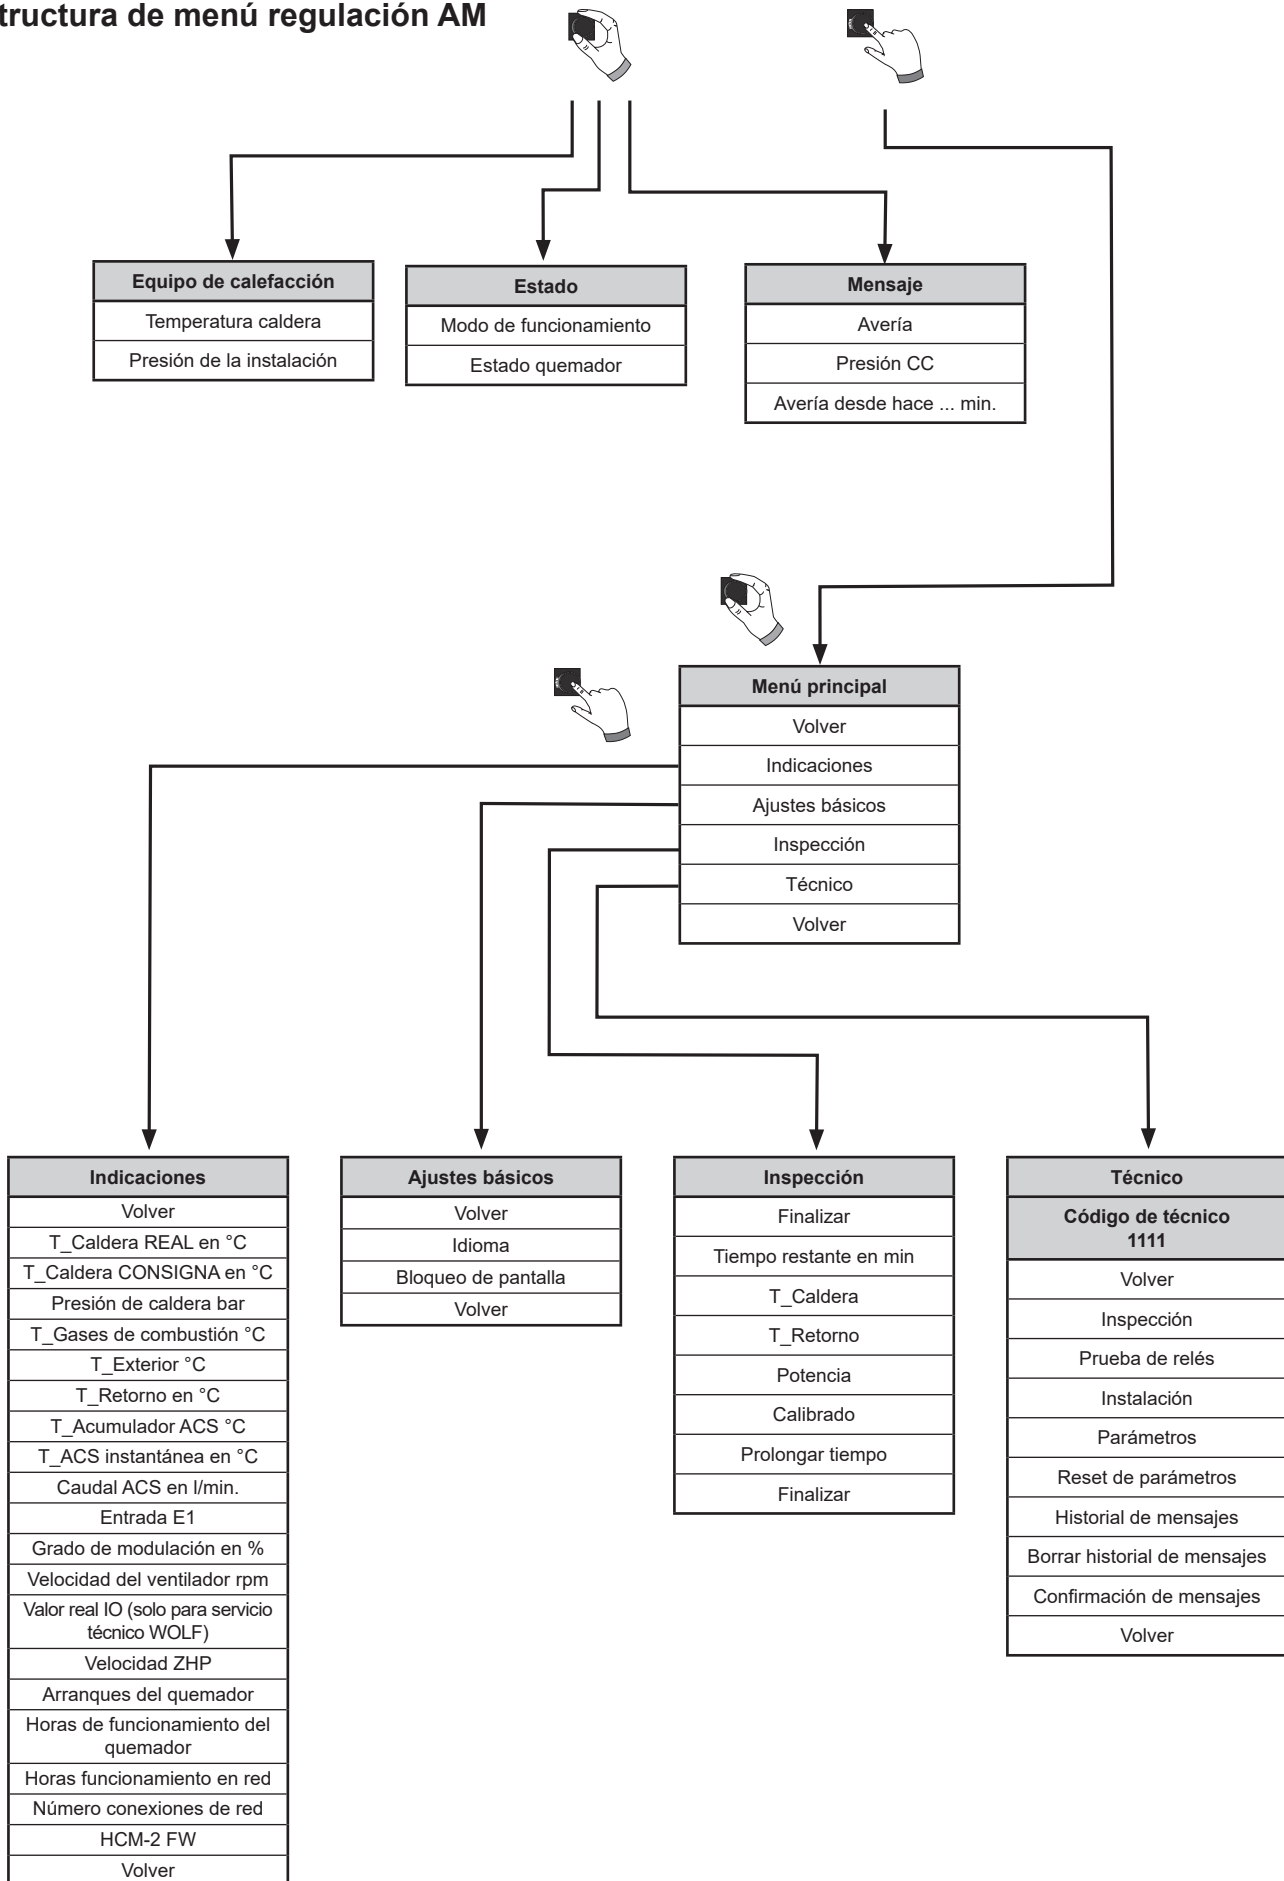 tructura de menú regulación AM
Equipo de calefacción
Temperatura caldera
Presión de la instalación
Estado
Modo de funcionamiento
Estado quemador
Mensaje
Avería
Presión CC
Avería desde hace ... min.
Menú principal
Volver
Indicaciones
Ajustes básicos
Inspección
Técnico
Volver
Indicaciones
Volver
T_Caldera REAL en °C
T_Caldera CONSIGNA en °C
Presión de caldera bar
T_Gases de combustión °C
T_Exterior °C
T_Retorno en °C
T_Acumulador ACS °C
T_ACS instantánea en °C
Caudal ACS en l/min.
Entrada E1
Grado de modulación en %
Velocidad del ventilador rpm
Valor real IO (solo para servicio
técnico WOLF)
Velocidad ZHP
Arranques del quemador
Horas de funcionamiento del
quemador
Horas funcionamiento en red
Número conexiones de red
HCM-2 FW
Volver
Ajustes básicos
Volver
Idioma
Bloqueo de pantalla
Volver
Inspección
Finalizar
Tiempo restante en min
T_Caldera
T_Retorno
Potencia
Calibrado
Prolongar tiempo
Finalizar
Técnico
Código de técnico
1111
Volver
Inspección
Prueba de relés
Instalación
Parámetros
Reset de parámetros
Historial de mensajes
Borrar historial de mensajes
Confirmación de mensajes
Volver